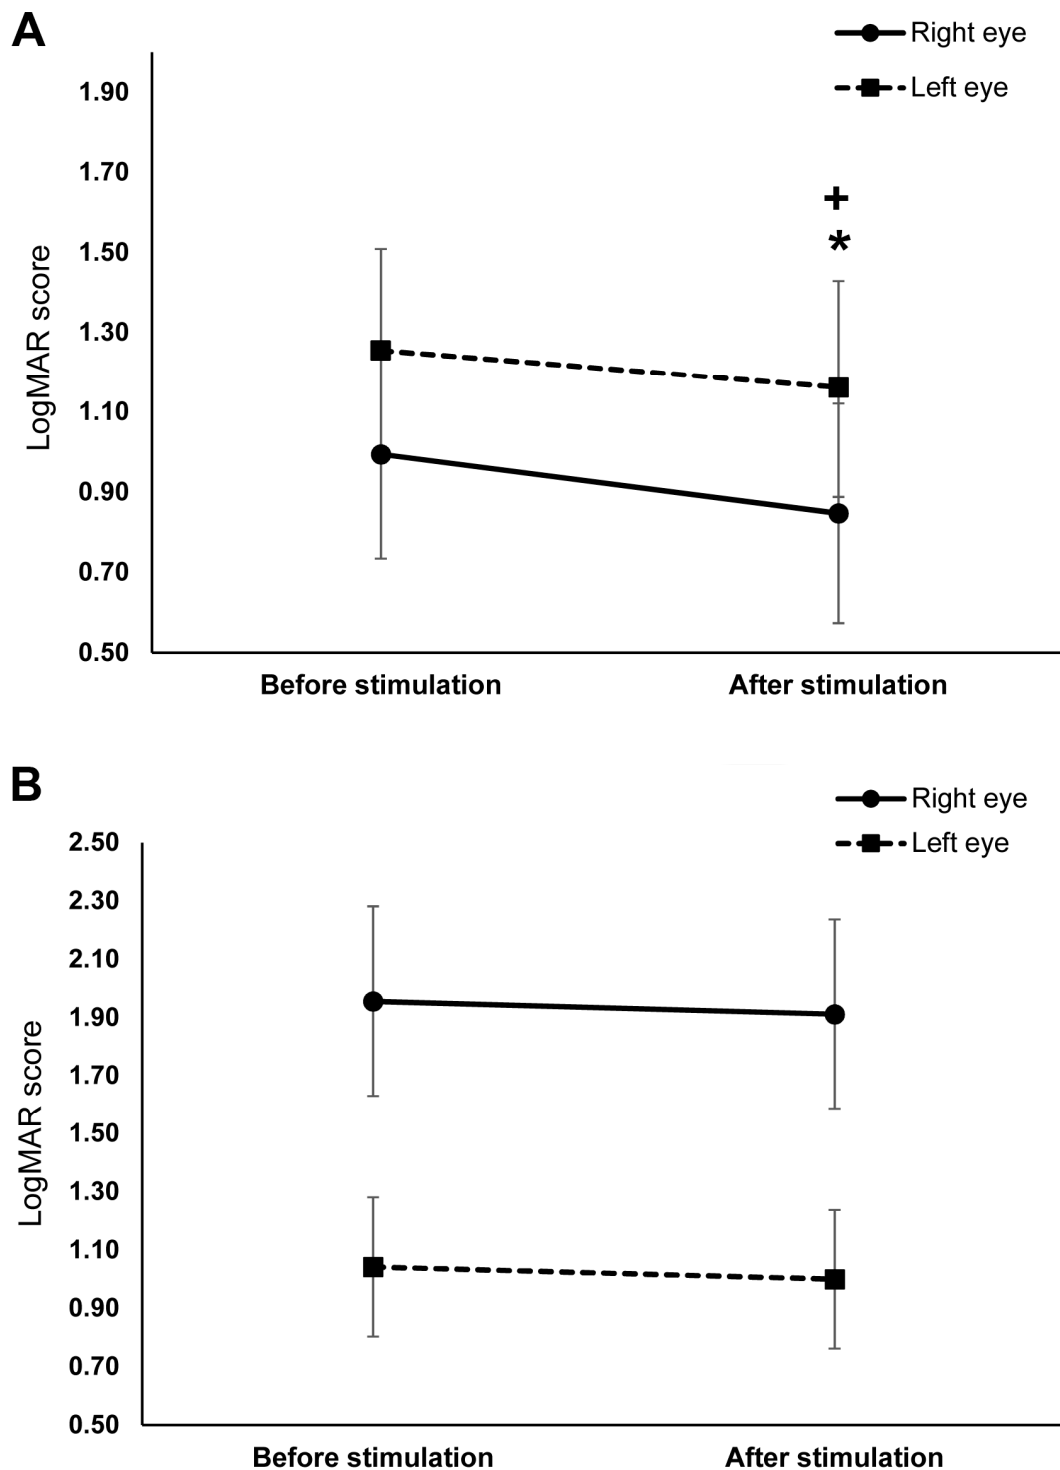 A
Right eye
Left eye
1.90
1.70
1.50
1.30
1.10
0.90
0.70
0.50
LogMAR score
+
*
Before stimulation
After stimulation
B
Right eye
Left eye
2.50
2.30
2.10
1.90
1.70
1.50
1.30
1.10
0.90
0.70
0.50
LogMAR score
Before stimulation
After stimulation